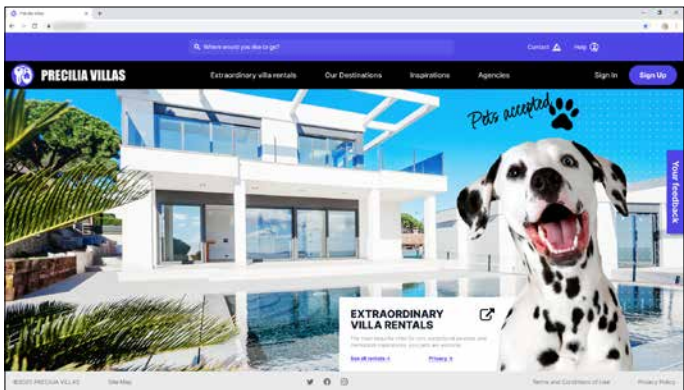 Precilia Villas
Where would you like to go?
Contact
Help
PRECILIA VILLAS
Extraordinary villa rentals
Our Destinations
Inspirations
Agencies
Sign in
Sign Up
Pets accepted
Your feedback
EXTRAORDINARY
VILLA RENTALS
See all rentals
Privacy
©2023 PRECILIA VILLAS
Site Map
Terms and Conditions of Use
Privacy Policy